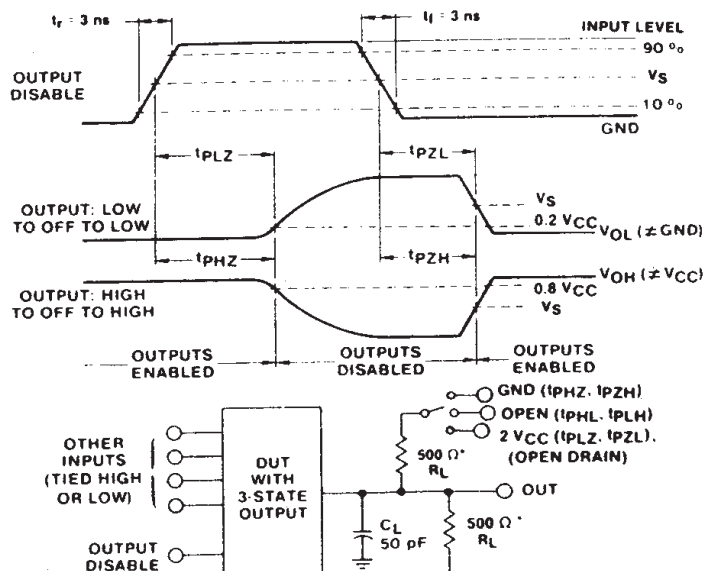 tr = 3 ns
tf = 3 ns
INPUT LEVEL
90 %
VS
10 %
GND
OUTPUT
DISABLE
tPLZ
tPZL
OUTPUT: LOW
TO OFF TO LOW
VS
0.2 VCC
VOL (≠ GND)
tPHZ
tPZH
OUTPUT: HIGH
TO OFF TO HIGH
VOH (≠ VCC)
0.8 VCC
VS
OUTPUTS
ENABLED
OUTPUTS
DISABLED
OUTPUTS
ENABLED
GND (tPHZ, tPZH)
OPEN (tPHL, tPLH)
2 VCC (tPLZ, tPZL),
(OPEN DRAIN)
OTHER
INPUTS
(TIED HIGH
OR LOW)
DUT
WITH
3-STATE
OUTPUT
500 Ω*
RL
OUT
CL
50 pF
500 Ω*
RL
OUTPUT
DISABLE